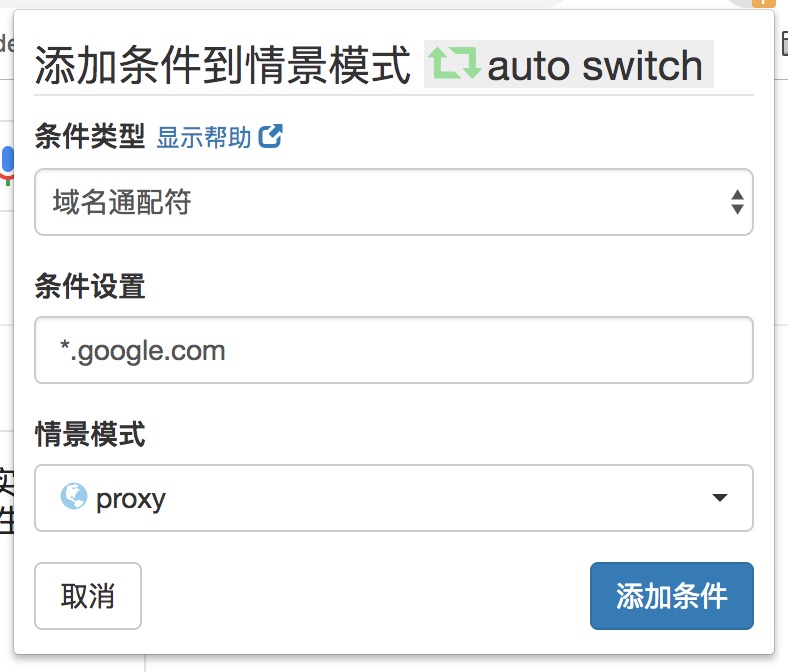 添加条件到情景模式 auto switch
条件类型 显示帮助
域名通配符
条件设置
*.google.com
情景模式
proxy
取消 添加条件